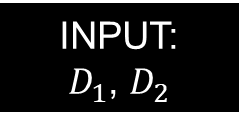 INPUT:
D₁, D₂